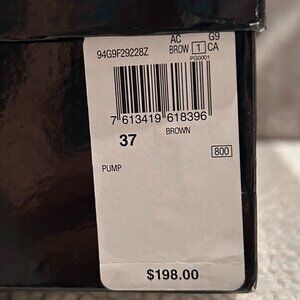 AC G9
94G9F29228Z BROW 1 CA
PG0001
7 613419 618396
37 BROWN
800
PUMP
$198.00